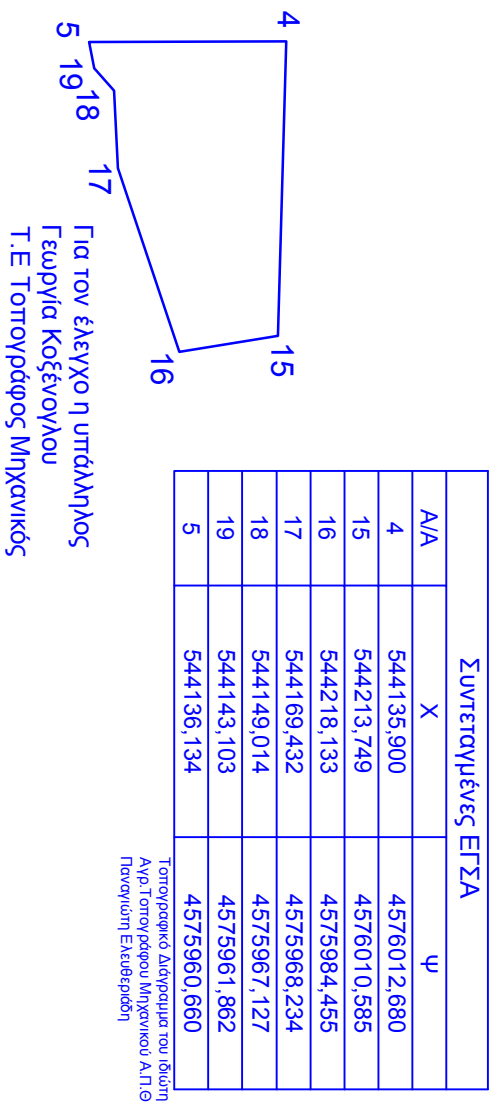 4
15
16
17
18
19
5
Για τον έλεγχο η υπάλληλος
Γεωργία Κοξένογλου
Τ.Ε Τοπογράφος Μηχανικός
Συντεταγμένες ΕΓΣΑ
Α/Α Χ Ψ
4 544135,900 4576012,680
15 544213,749 4576010,585
16 544218,133 4575984,455
17 544169,432 4575968,234
18 544149,014 4575967,127
19 544143,103 4575961,862
5 544136,134 4575960,660
Τοπογραφικό Διάγραμμα του ιδιώτη
Αγρ.Τοπογράφου Μηχανικού Α.Π.Θ
Παναγιώτη Ελευθεριάδη